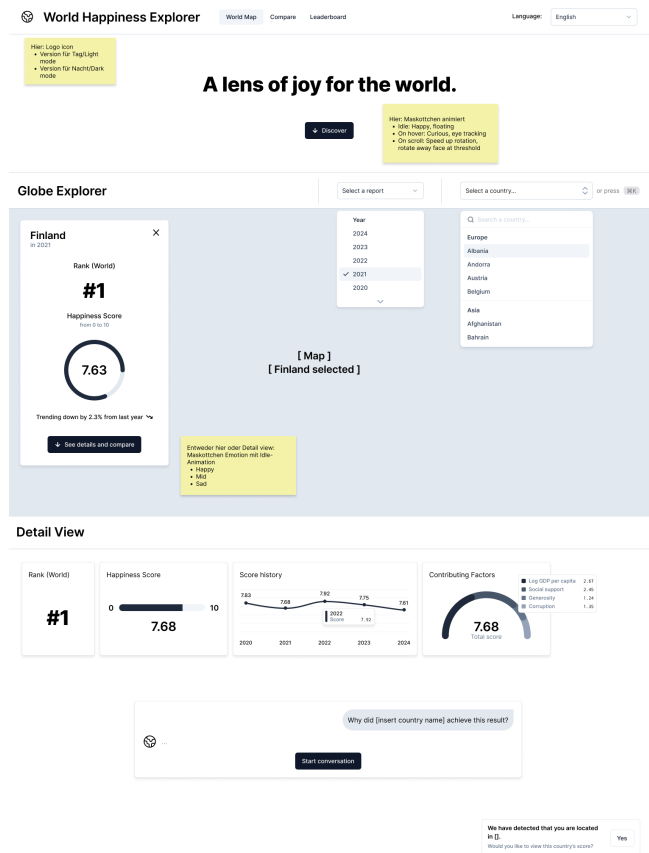 World Happiness Explorer
World Map
Compare
Leaderboard
Language:
English
Hier: Logo icon
• Version für Tag/Light
mode
• Version für Nacht/Dark
mode
A lens of joy for the world.
Discover
Hier: Maskottchen animiert
• Idle: Happy, floating
• On hover: Curious, eye tracking
• On scroll: Speed up rotation,
rotate away face at threshold
Globe Explorer
Select a report
Select a country...
or press ⌘K
Finland
in 2021
Rank (World)
#1
Happiness Score
from 0 to 10
7.63
Trending down by 2.3% from last year
See details and compare
Year
2024
2023
2022
2021
2020
Search a country...
Europe
Albania
Andorra
Austria
Belgium
Asia
Afghanistan
Bahrain
[ Map ]
[ Finland selected ]
Entweder hier oder Detail view:
Maskottchen Emotion mit Idle-
Animation
• Happy
• Mid
• Sad
Detail View
Rank (World)
#1
Happiness Score
0
10
7.68
Score history
7.83
7.68
7.92
7.75
7.61
2022
Score 7.92
2020
2021
2022
2023
2024
Contributing Factors
Log GDP per capita 2.61
Social support 2.45
Generosity 1.24
Corruption 1.35
7.68
Total score
Why did [insert country name] achieve this result?
...
Start conversation
We have detected that you are located
in [].
Would you like to view this country's score?
Yes